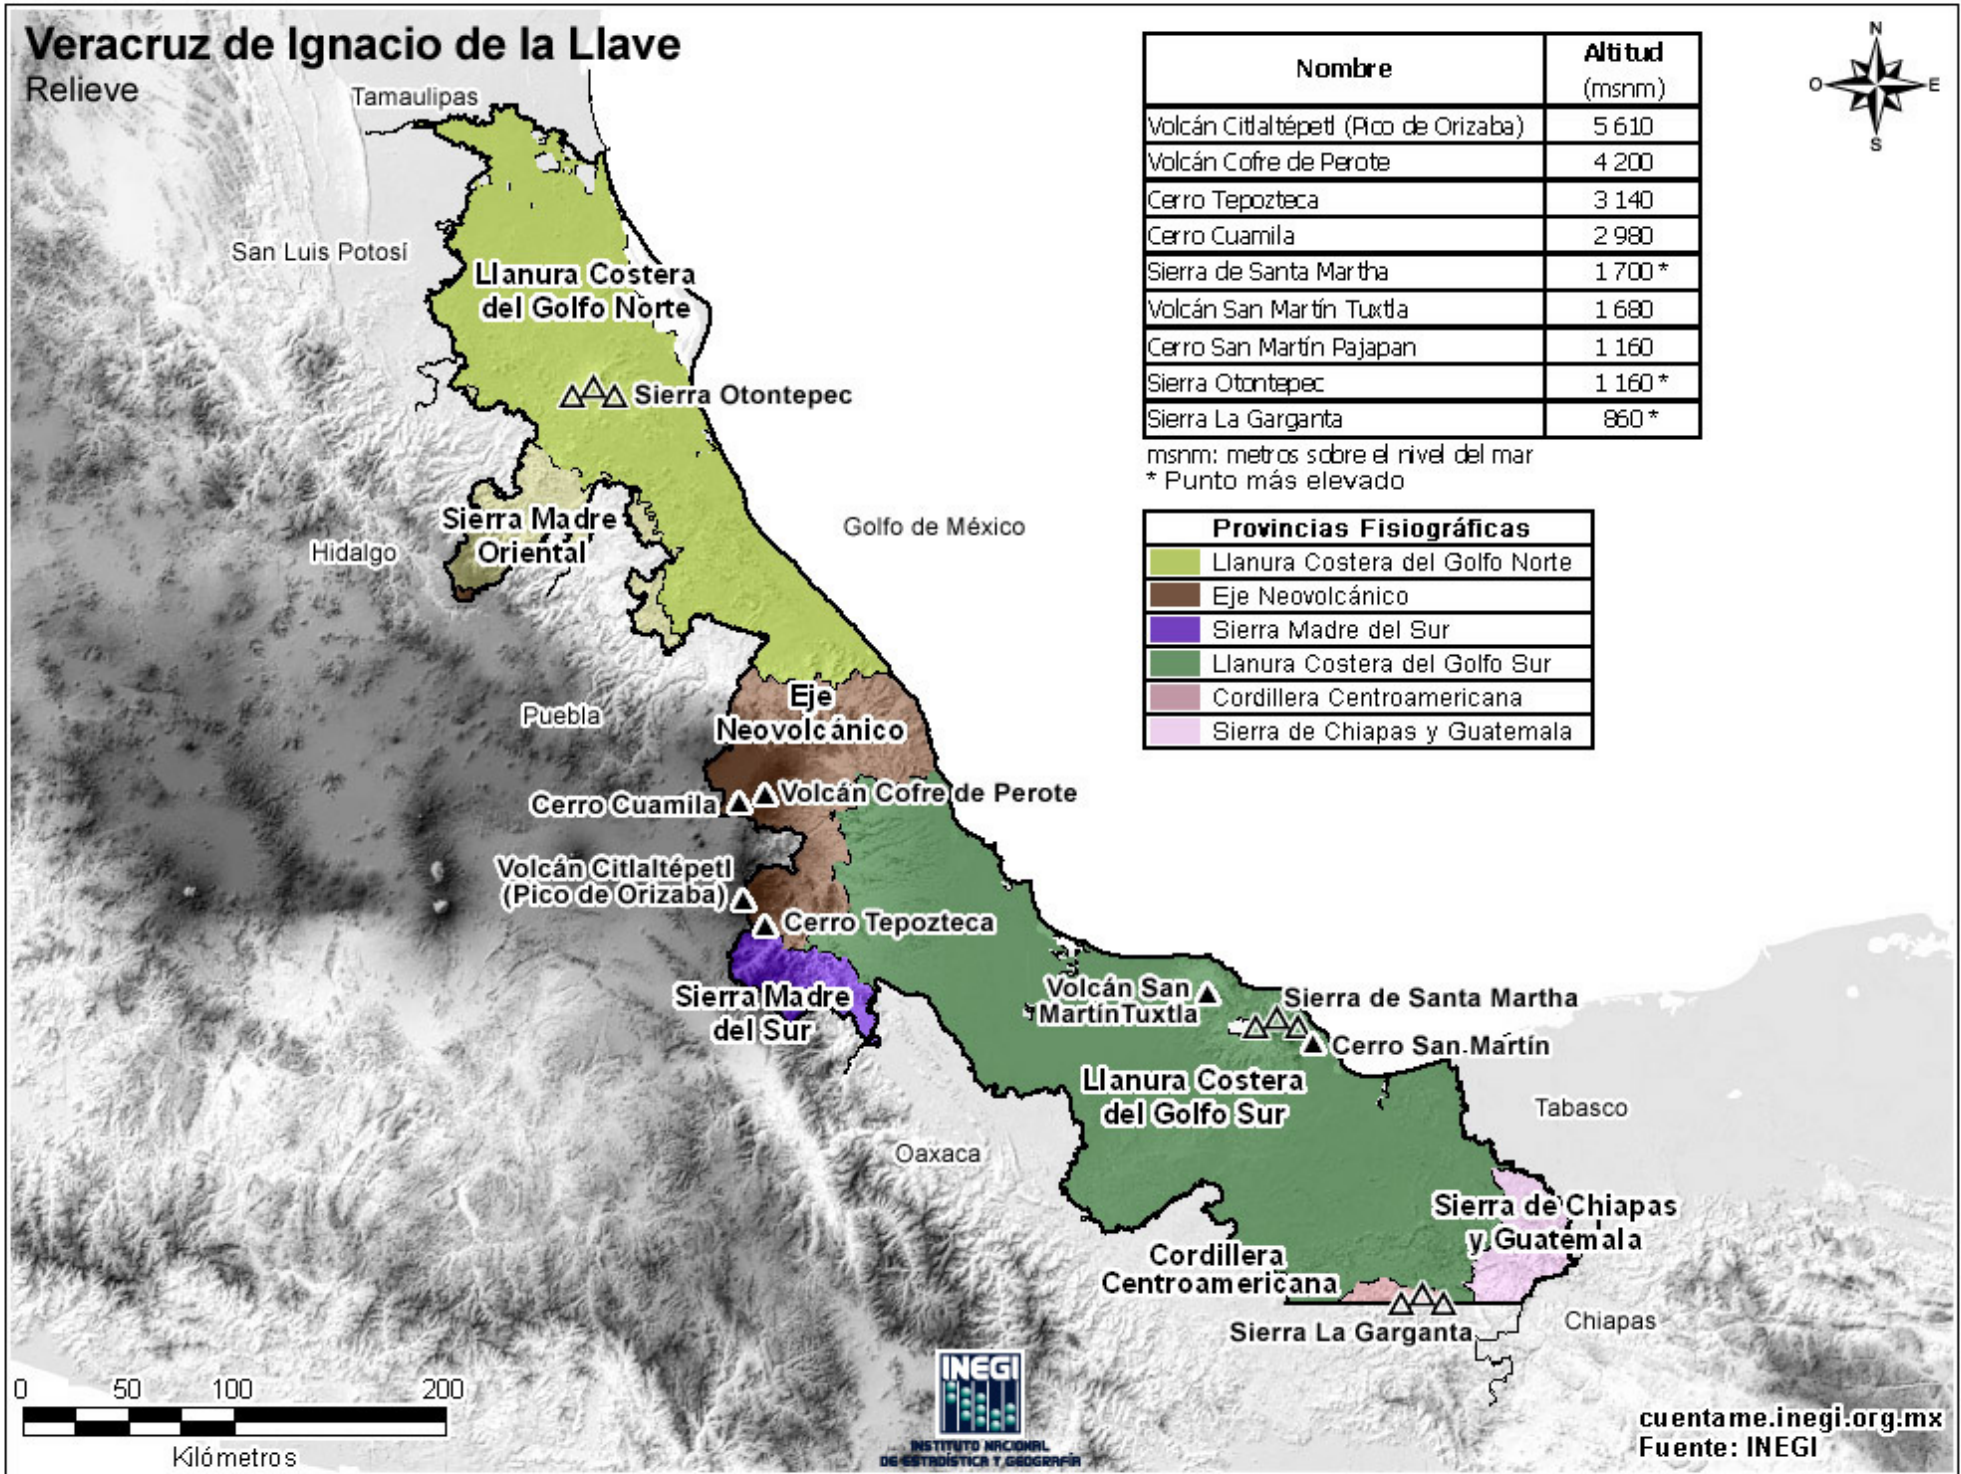 Veracruz de Ignacio de la Llave
Relieve
Nombre Altitud (msnm)
Volcán Citlaltépetl (Pico de Orizaba) 5 610
Volcán Cofre de Perote 4 200
Cerro Tepozteca 3 140
Cerro Cuamila 2 980
Sierra de Santa Martha 1 700 *
Volcán San Martín Tuxtla 1 680
Cerro San Martín Pajapan 1 160
Sierra Otontepec 1 160 *
Sierra La Garganta 860 *
msnm: metros sobre el nivel del mar
* Punto más elevado
Provincias Fisiográficas
Llanura Costera del Golfo Norte
Eje Neovolcánico
Sierra Madre del Sur
Llanura Costera del Golfo Sur
Cordillera Centroamericana
Sierra de Chiapas y Guatemala
N
O
E
S
Tamaulipas
San Luis Potosí
Llanura Costera
del Golfo Norte
Sierra Otontepec
Sierra Madre
Oriental
Hidalgo
Golfo de México
Puebla
Eje
Neovolcánico
Cerro Cuamila
Volcán Cofre de Perote
Volcán Citlaltépetl
(Pico de Orizaba)
Cerro Tepozteca
Sierra Madre
del Sur
Volcán San
Martín Tuxtla
Sierra de Santa Martha
Cerro San Martín
Llanura Costera
del Golfo Sur
Tabasco
Oaxaca
Sierra de Chiapas
y Guatemala
Cordillera
Centroamericana
Sierra La Garganta
Chiapas
0 50 100 200
Kilómetros
INEGI
INSTITUTO NACIONAL
DE ESTADÍSTICA Y GEOGRAFÍA
cuentame.inegi.org.mx
Fuente: INEGI